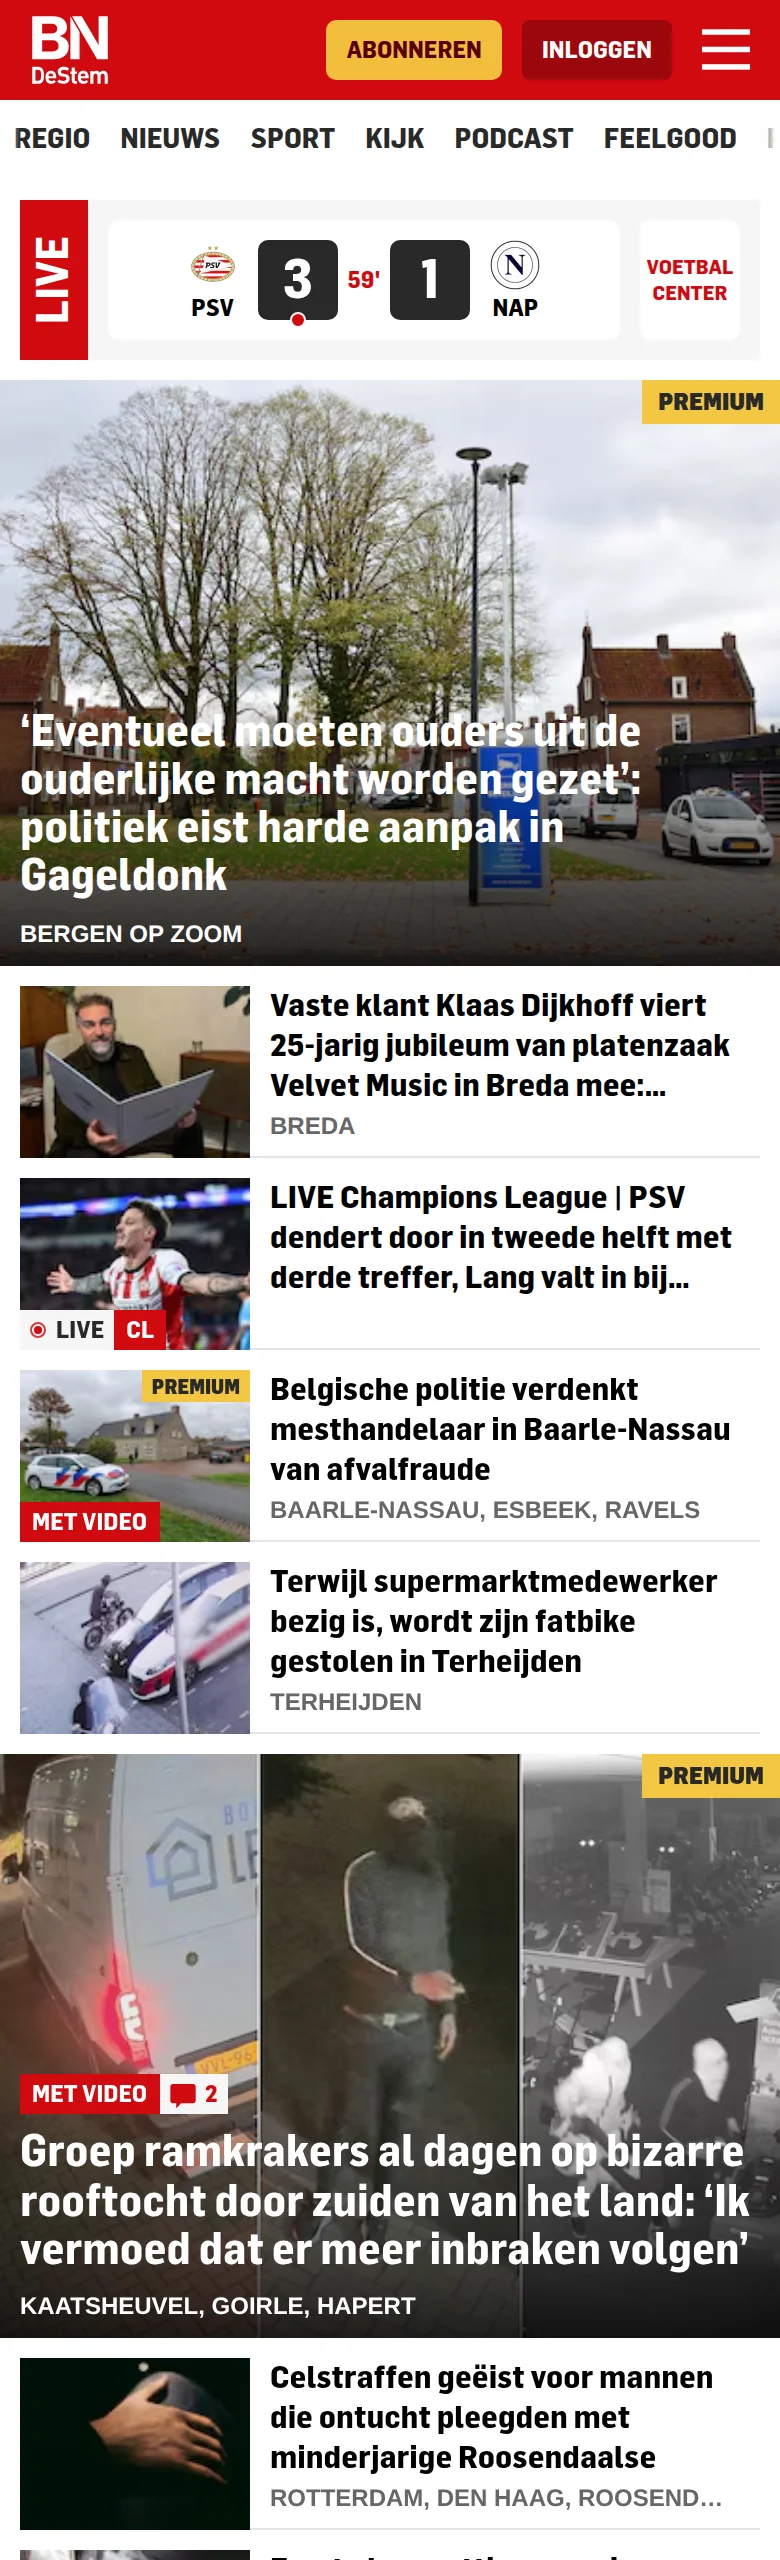 BN
DeStem
ABONNEREN
INLOGGEN
REGIO NIEUWS SPORT KIJK PODCAST FEELGOOD
LIVE
PSV
PSV
3
59'
1
N
NAP
VOETBAL
CENTER
PREMIUM
‘Eventueel moeten ouders uit de
ouderlijke macht worden gezet’:
politiek eist harde aanpak in
Gageldonk
BERGEN OP ZOOM
Vaste klant Klaas Dijkhoff viert
25-jarig jubileum van platenzaak
Velvet Music in Breda mee:...
BREDA
LIVE Champions League | PSV
dendert door in tweede helft met
derde treffer, Lang valt in bij...
LIVE CL
PREMIUM
Belgische politie verdenkt
mesthandelaar in Baarle-Nassau
van afvalfraude
BAARLE-NASSAU, ESBEEK, RAVELS
MET VIDEO
Terwijl supermarktmedewerker
bezig is, wordt zijn fatbike
gestolen in Terheijden
TERHEIJDEN
PREMIUM
MET VIDEO 2
Groep ramkrakers al dagen op bizarre
rooftocht door zuiden van het land: ‘Ik
vermoed dat er meer inbraken volgen’
KAATSHEUVEL, GOIRLE, HAPERT
Celstraffen geëist voor mannen
die ontucht pleegden met
minderjarige Roosendaalse
ROTTERDAM, DEN HAAG, ROOSEND...